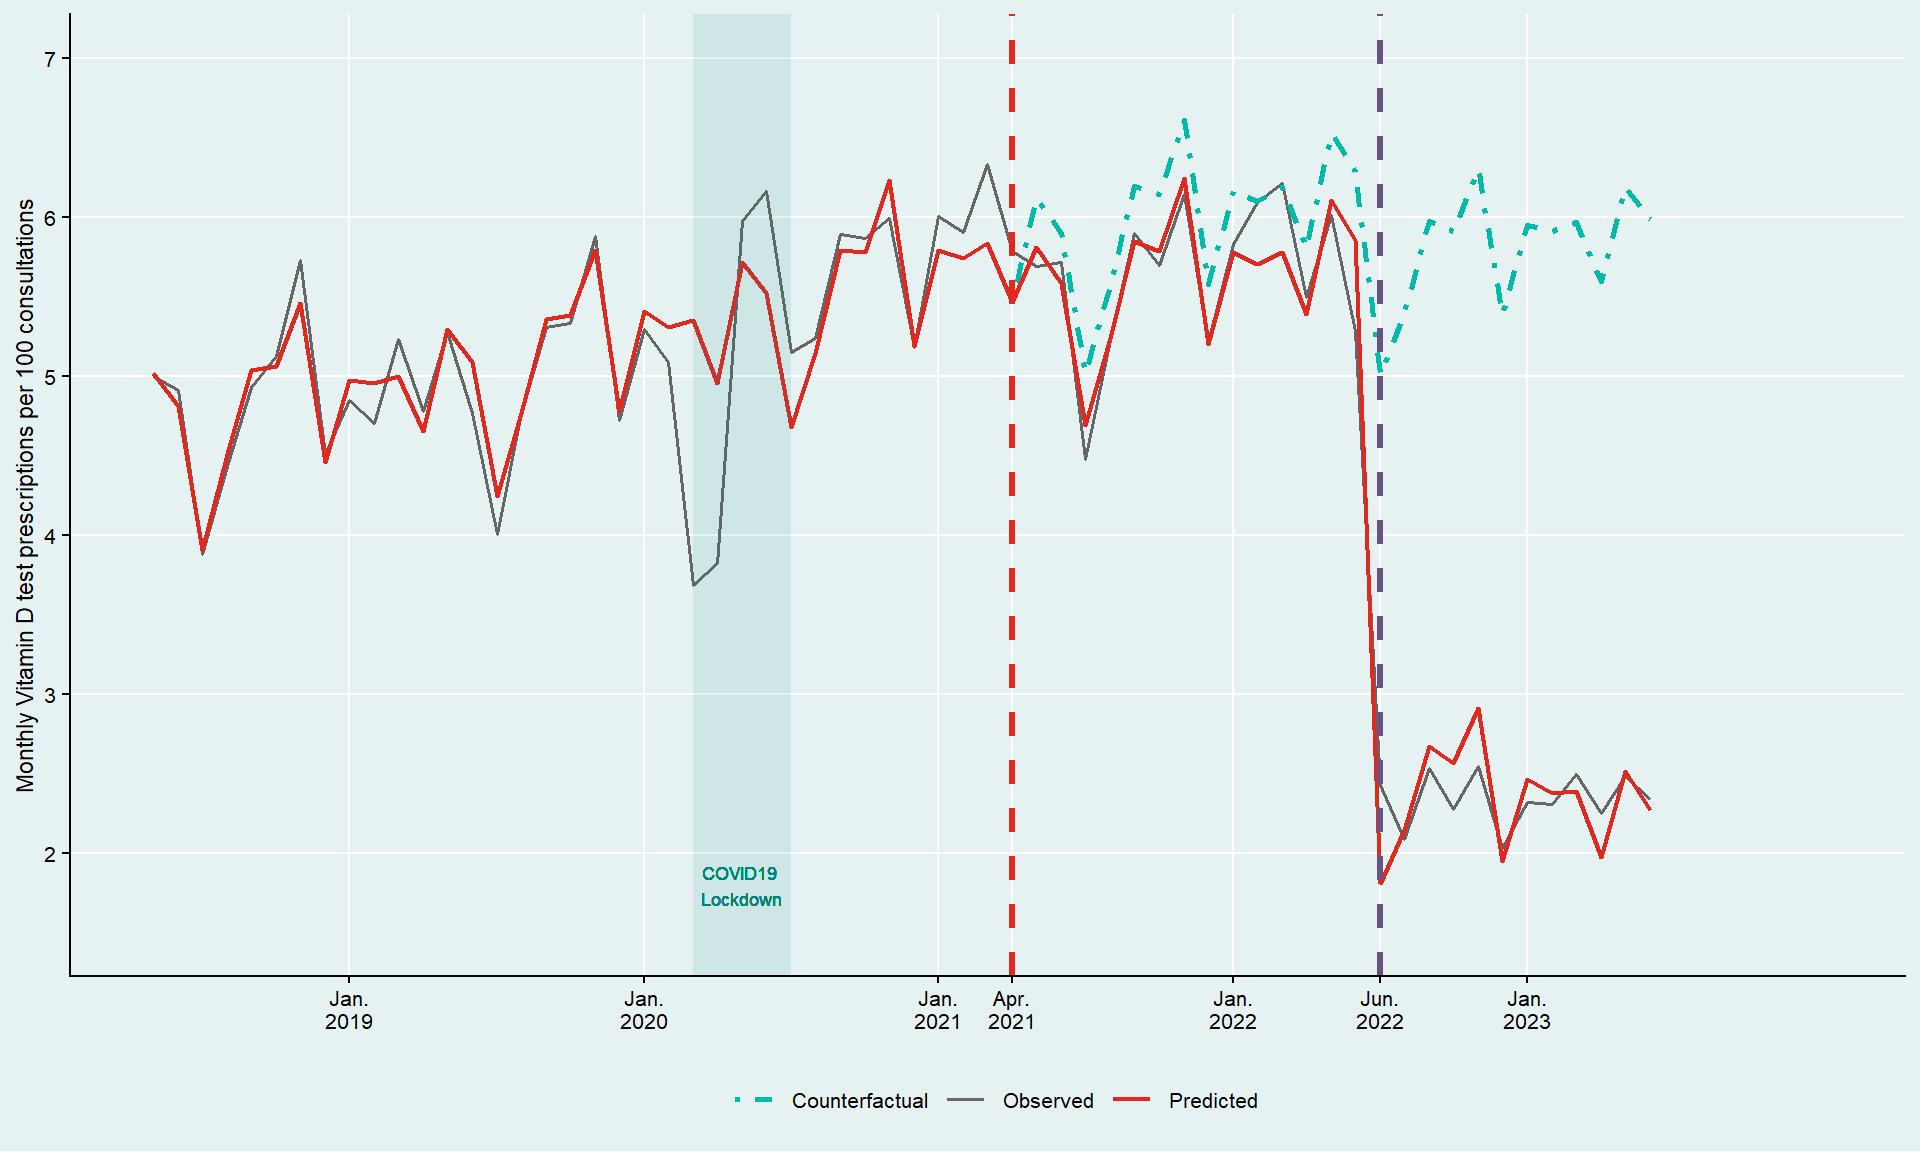 Monthly Vitamin D test prescriptions per 100 consultations
7
6
5
4
3
2
COVID19
Lockdown
Jan.
2019
Jan.
2020
Jan.
2021
Apr.
2021
Jan.
2022
Jun.
2022
Jan.
2023
Counterfactual
Observed
Predicted